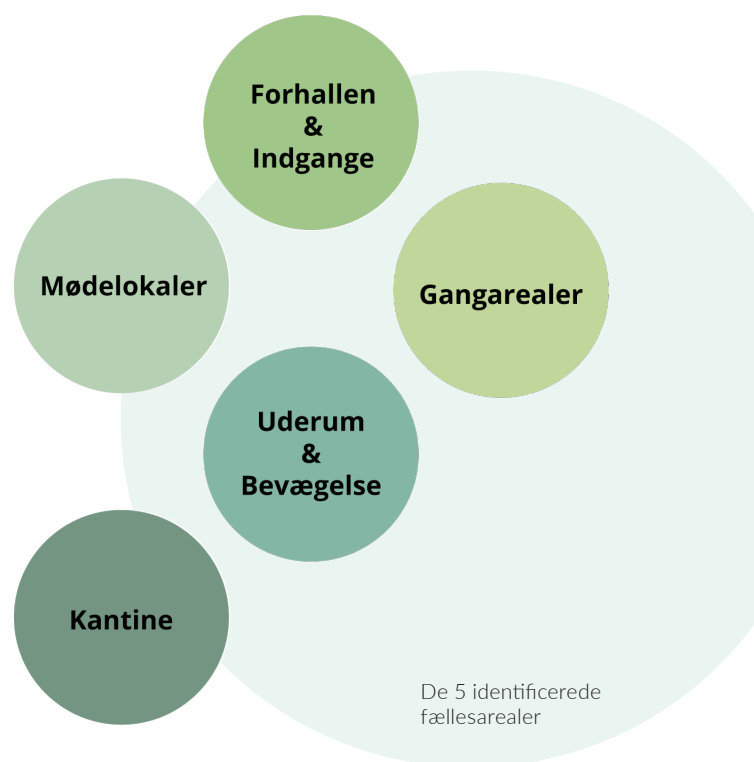 Forhallen
&
Indgange
Mødelokaler
Gangarealer
Uderum
&
Bevægelse
Kantine
De 5 identificerede
fællesarealer